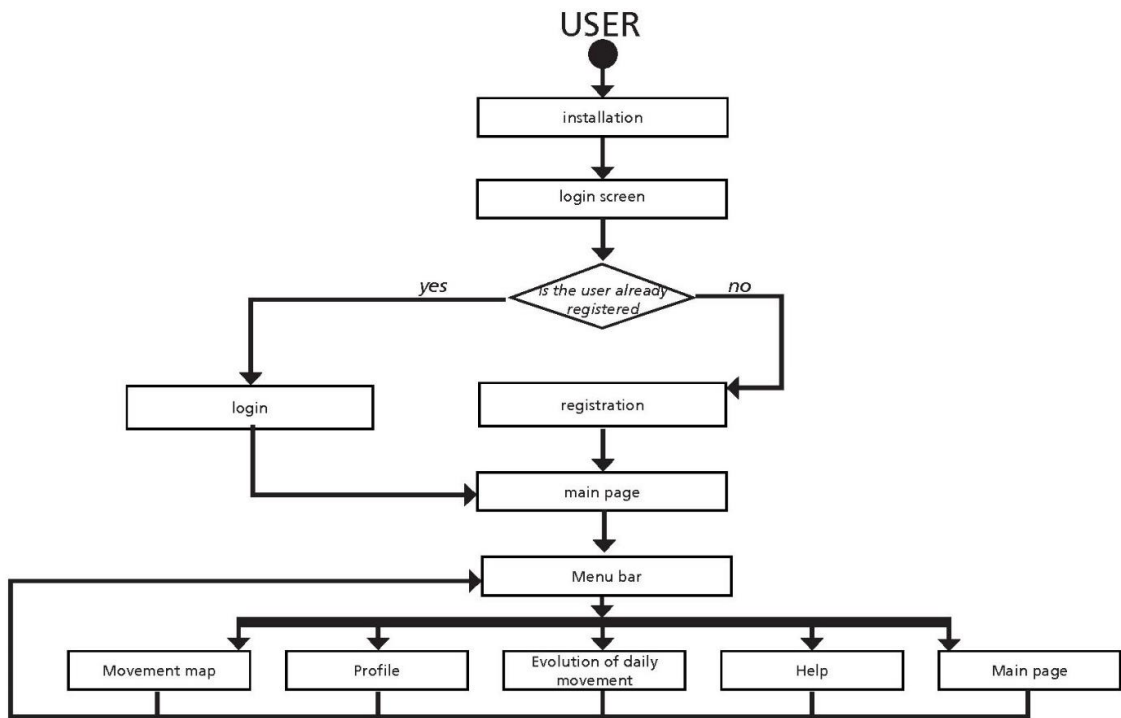 USER
installation
login screen
is the user already
registered
yes
no
login
registration
main page
Menu bar
Movement map
Profile
Evolution of daily
movement
Help
Main page